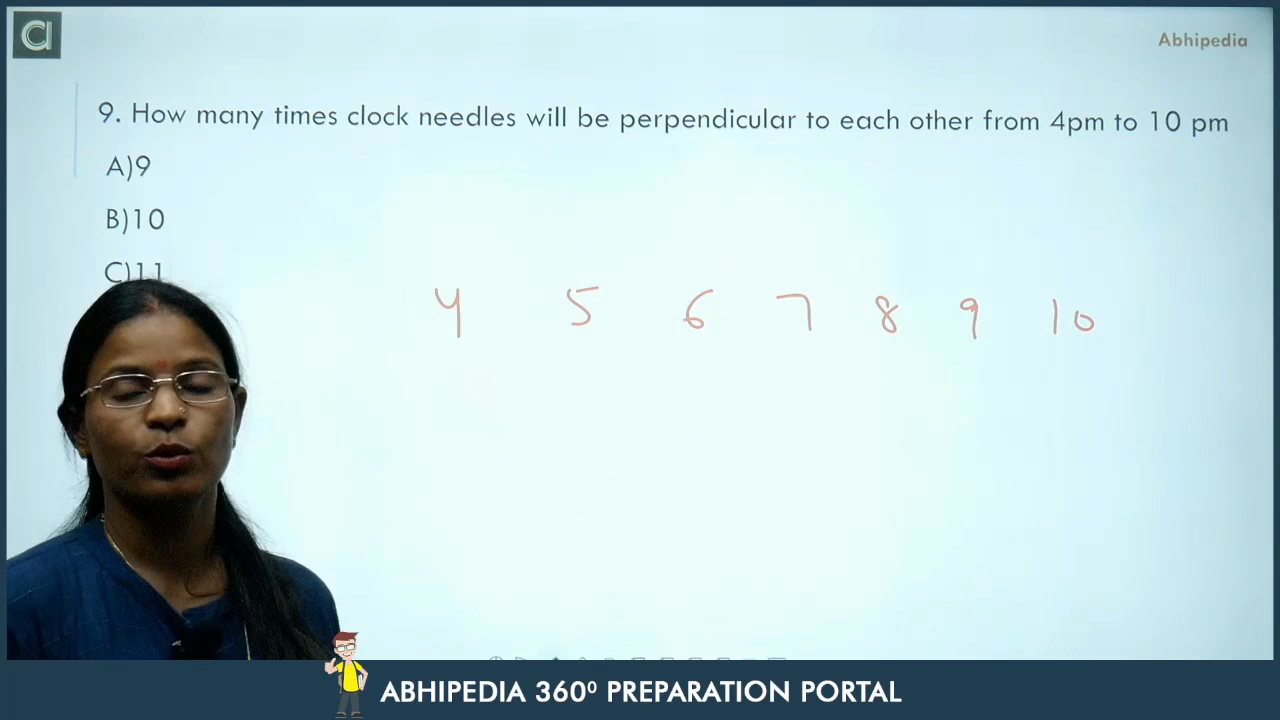 Abhipedia
9. How many times clock needles will be perpendicular to each other from 4pm to 10 pm
A)9
B)10
C)11
4 5 6 7 8 9 10
ABHIPEDIA 360⁰ PREPARATION PORTAL